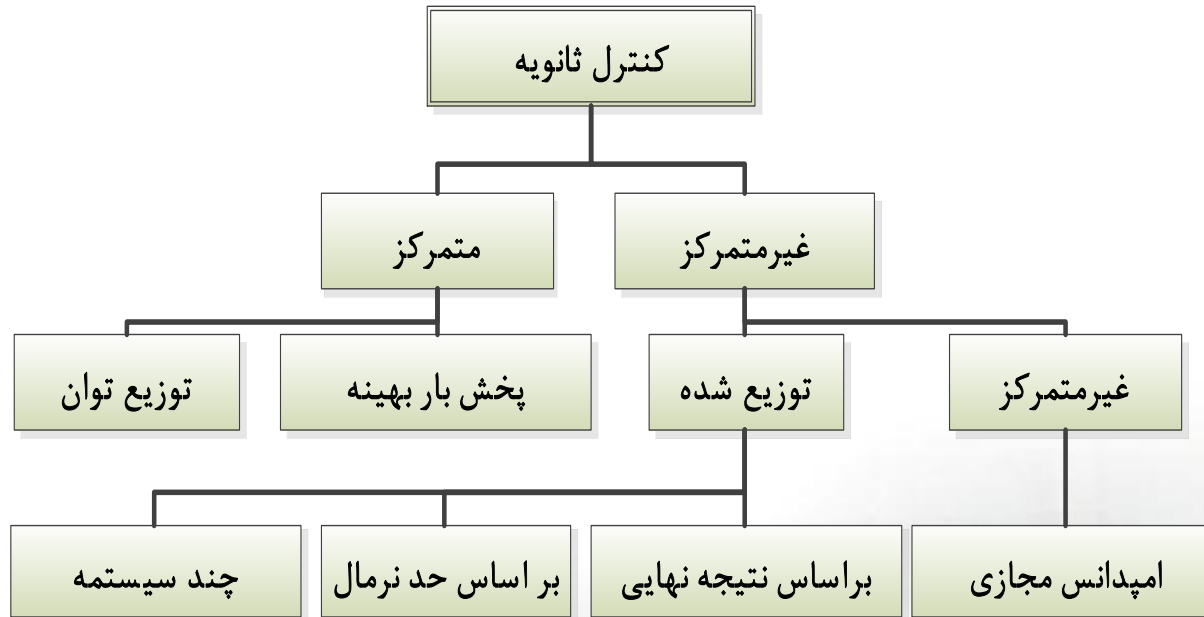 کنترل ثانویه
غیرمتمرکز
متمرکز
غیرمتمرکز
توزیع شده
پخش بار بهینه
توزیع توان
امپدانس مجازی
براساس نتیجه نهایی
بر اساس حد نرمال
چند سیستمه